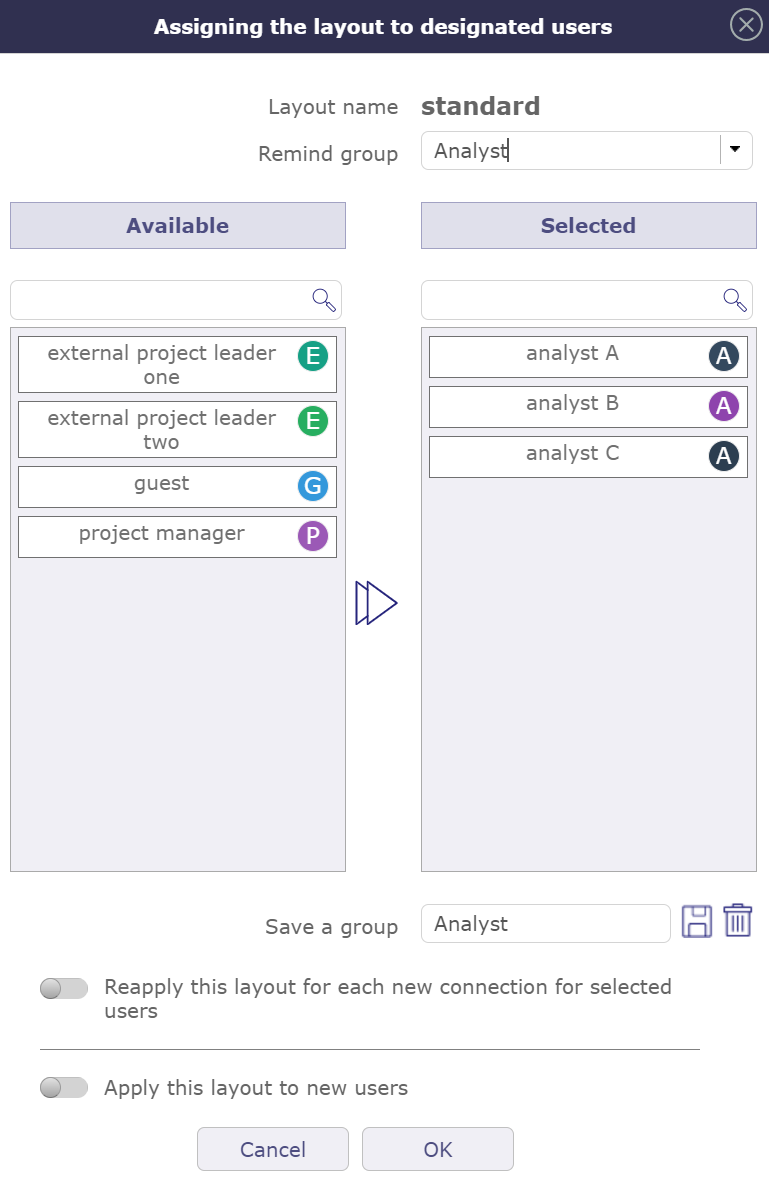 Assigning the layout to designated users
Layout name standard
Remind group Analyst
Available
Selected
external project leader
one
E
external project leader
two
E
guest G
project manager P
analyst A A
analyst B A
analyst C A
Save a group Analyst
Reapply this layout for each new connection for selected
users
Apply this layout to new users
Cancel
OK